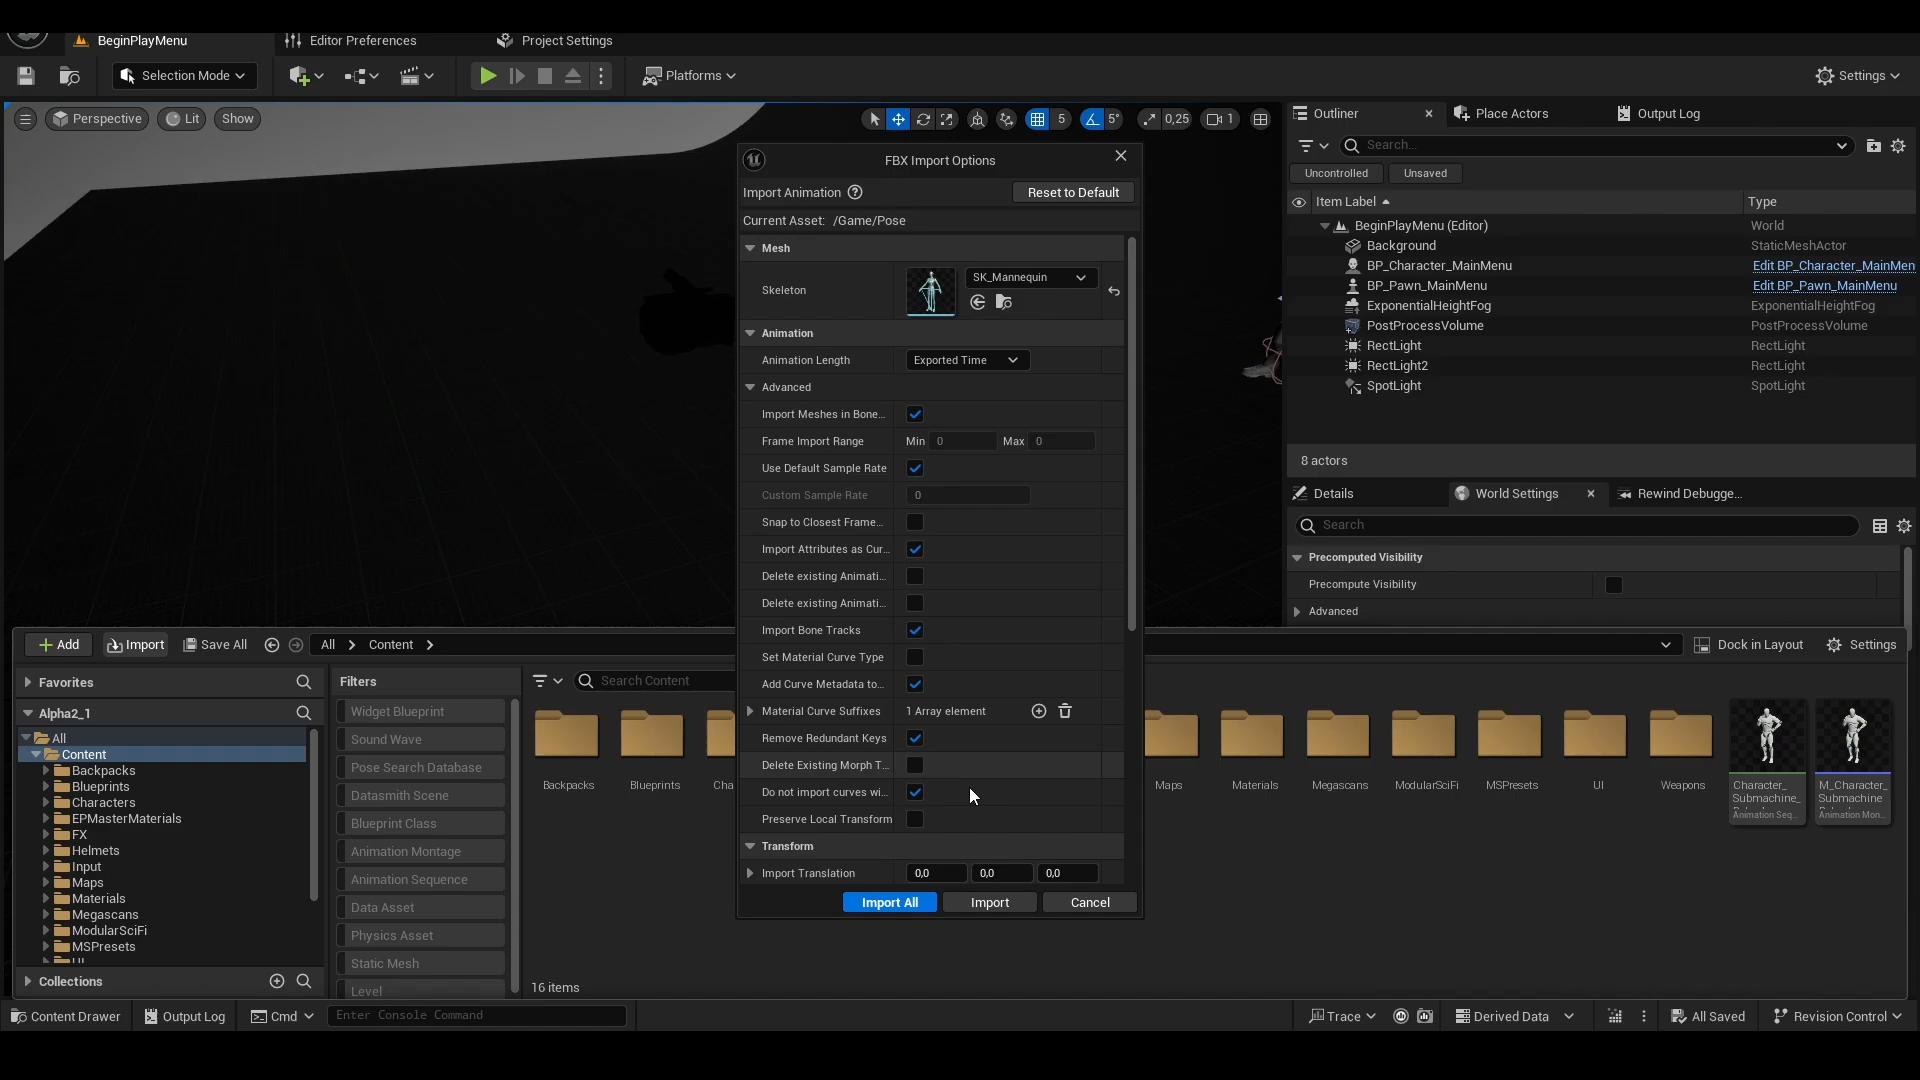 BeginPlayMenu
Editor Preferences
Project Settings
Selection Mode
Platforms
Settings
Perspective
Lit
Show
5
5°
0,25
1
Outliner
Place Actors
Output Log
Search...
Uncontrolled
Unsaved
Item Label
Type
BeginPlayMenu (Editor)
World
Background
StaticMeshActor
BP_Character_MainMenu
Edit BP_Character_MainMen
BP_Pawn_MainMenu
Edit BP_Pawn_MainMenu
ExponentialHeightFog
ExponentialHeightFog
PostProcessVolume
PostProcessVolume
RectLight
RectLight
RectLight2
RectLight
SpotLight
SpotLight
8 actors
Details
World Settings
Rewind Debugge...
Search
Precomputed Visibility
Precompute Visibility
Advanced
FBX Import Options
Import Animation
Reset to Default
Current Asset: /Game/Pose
Mesh
Skeleton
SK_Mannequin
Animation
Animation Length
Exported Time
Advanced
Import Meshes in Bone...
Frame Import Range
Min 0
Max 0
Use Default Sample Rate
Custom Sample Rate
0
Snap to Closest Frame...
Import Attributes as Cur...
Delete existing Animati...
Delete existing Animati...
Import Bone Tracks
Set Material Curve Type
Add Curve Metadata to...
Material Curve Suffixes
1 Array element
Remove Redundant Keys
Delete Existing Morph T...
Do not import curves wi...
Preserve Local Transform
Transform
Import Translation
0,0
0,0
0,0
Import All
Import
Cancel
Add
Import
Save All
All
Content
Dock in Layout
Settings
Favorites
Alpha2_1
All
Content
Backpacks
Blueprints
Characters
EPMasterMaterials
FX
Helmets
Input
Maps
Materials
Megascans
ModularSciFi
MSPresets
UI
Collections
Filters
Widget Blueprint
Sound Wave
Pose Search Database
Datasmith Scene
Blueprint Class
Animation Montage
Animation Sequence
Data Asset
Physics Asset
Static Mesh
Level
Search Content
Backpacks
Blueprints
Cha
Maps
Materials
Megascans
ModularSciFi
MSPresets
UI
Weapons
Character_
Submachine_
Animation Seq...
M_Character_
Submachine
Animation Mon...
16 items
Content Drawer
Output Log
Cmd
Enter Console Command
Trace
Derived Data
All Saved
Revision Control